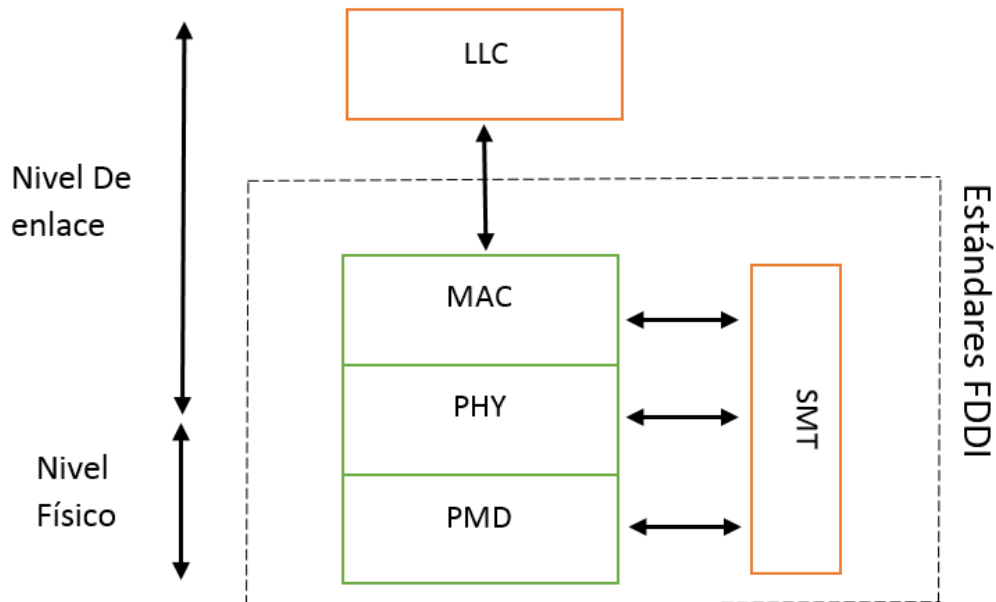 LLC
Nivel De
enlace
MAC
PHY
PMD
SMT
Nivel
Físico
Estándares FDDI